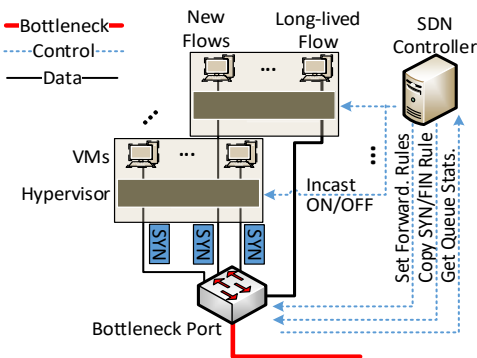 Bottleneck
Control
Data
New
Flows
Long-lived
Flow
SDN
Controller
...
...
VMs
...
...
Hypervisor
Incast
ON/OFF
SYN
SYN
SYN
Set Forward. Rules
Copy SYN/FIN Rule
Get Queue Stats.
Bottleneck Port